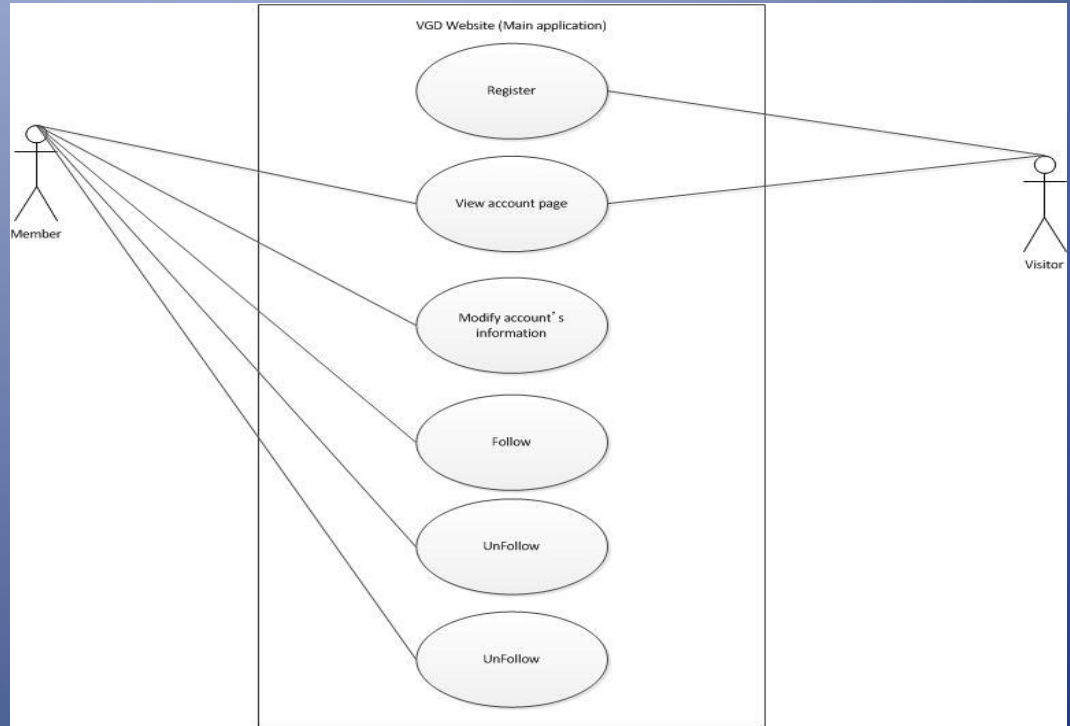 VGD Website (Main application)
Register
View account page
Member
Visitor
Modify account's
information
Follow
UnFollow
UnFollow